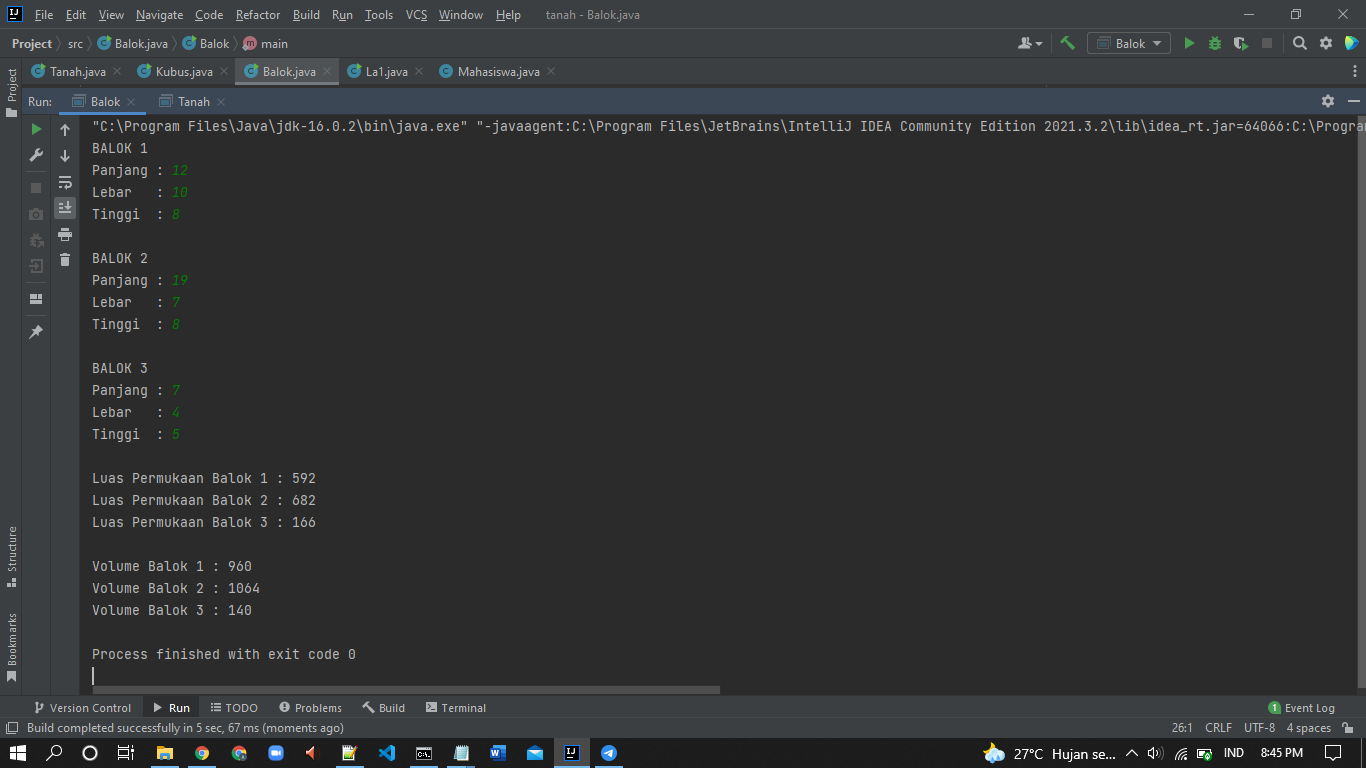 File Edit View Navigate Code Refactor Build Run Tools VCS Window Help tanah - Balok.java
Project src Balok.java Balok main Balok
Tanah.java Kubus.java Balok.java La1.java Mahasiswa.java
Project
Run: Balok Tanah
"C:\Program Files\Java\jdk-16.0.2\bin\java.exe" "-javaagent:C:\Program Files\JetBrains\IntelliJ IDEA Community Edition 2021.3.2\lib\idea_rt.jar=64066:C:\Program
BALOK 1
Panjang : 12
Lebar   : 10
Tinggi  : 8
BALOK 2
Panjang : 19
Lebar   : 7
Tinggi  : 8
BALOK 3
Panjang : 7
Lebar   : 4
Tinggi  : 5
Luas Permukaan Balok 1 : 592
Luas Permukaan Balok 2 : 682
Luas Permukaan Balok 3 : 166
Volume Balok 1 : 960
Volume Balok 2 : 1064
Volume Balok 3 : 140
Process finished with exit code 0
Structure
Bookmarks
Version Control Run TODO Problems Build Terminal 1 Event Log
Build completed successfully in 5 sec, 67 ms (moments ago) 26:1 CRLF UTF-8 4 spaces
27°C Hujan se... IND 8:45 PM